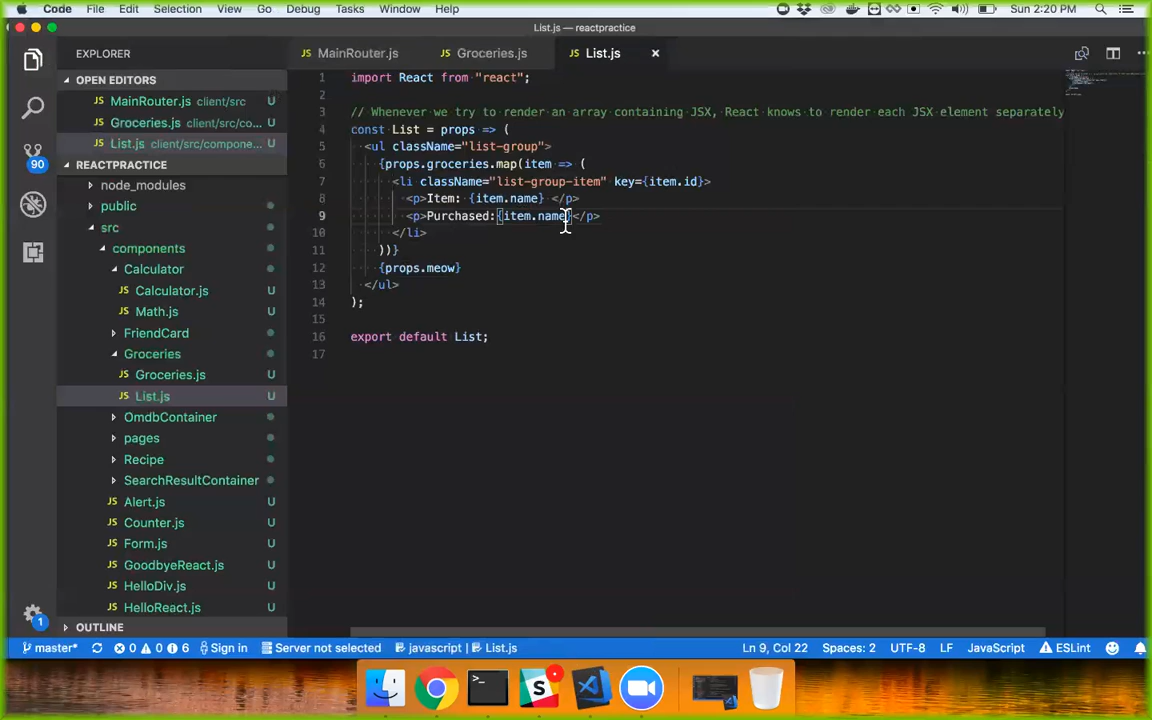 Code File Edit Selection View Go Debug Tasks Window Help Sun 2:20 PM
List.js — reactpractice
EXPLORER
MainRouter.js Groceries.js List.js ×
OPEN EDITORS
MainRouter.js client/src U
Groceries.js client/src/co... U
List.js client/src/compone... U
90
REACTPRACTICE
node_modules
public
src
components
Calculator
Calculator.js U
Math.js U
FriendCard
Groceries
Groceries.js U
List.js U
OmdbContainer
pages
Recipe
SearchResultContainer
Alert.js U
Counter.js U
Form.js U
GoodbyeReact.js U
HelloDiv.js U
HelloReact.js U
OUTLINE
1
1 import React from "react";
2
3 // Whenever we try to render an array containing JSX, React knows to render each JSX element separately
4 const List = props => (
5 <ul className="list-group">
6 {props.groceries.map(item => (
7 <li className="list-group-item" key={item.id}>
8 <p>Item: {item.name} </p>
9 <p>Purchased:{item.name}</p>
10 </li>
11 ))}
12 {props.meow}
13 </ul>
14 );
15
16 export default List;
17
master* 0 0 6 Sign in Server not selected javascript | List.js Ln 9, Col 22 Spaces: 2 UTF-8 LF JavaScript ESLint